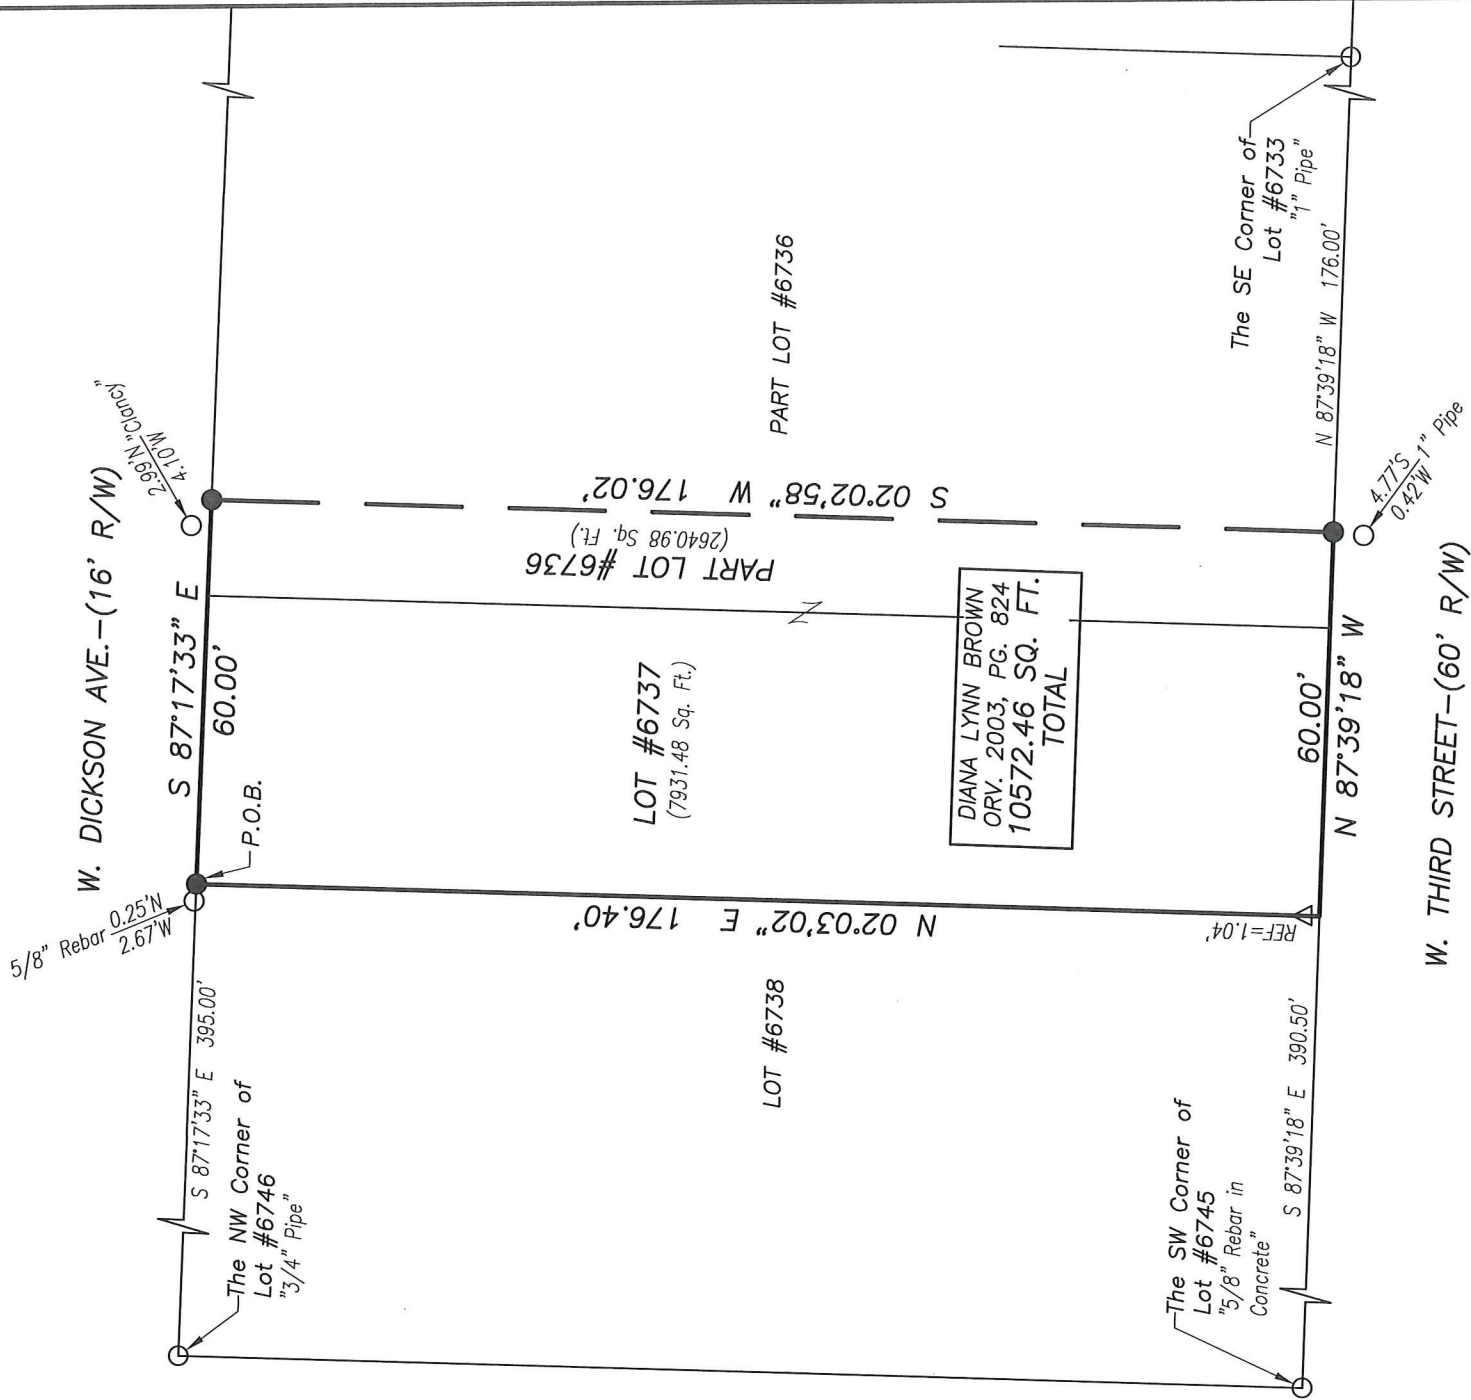 W. DICKSON AVE.-(16' R/W)
5/8" Rebar 0.25'N
2.67'W
S 87°17'33" E 395.00'
The NW Corner of
Lot #6746
"3/4" Pipe"
P.O.B.
S 87°17'33" E
60.00'
2.99'N "Clancy"
4.10'W
N 02°03'02" E 176.40'
LOT #6738
LOT #6737
(7931.48 Sq. Ft.)
PART LOT #6736
(2640.98 Sq. Ft.)
S 02°02'58" W 176.02'
PART LOT #6736
DIANA LYNN BROWN
ORV. 2003, PG. 824
10572.46 SQ. FT.
TOTAL
The SW Corner of
Lot #6745
"5/8" Rebar in
Concrete"
S 87°39'18" E 390.50'
REF=1.04'
60.00'
N 87°39'18" W
4.77'S 1" Pipe
0.42'W
N 87°39'18" W 176.00'
The SE Corner of
Lot #6733
"1" Pipe"
W. THIRD STREET-(60' R/W)